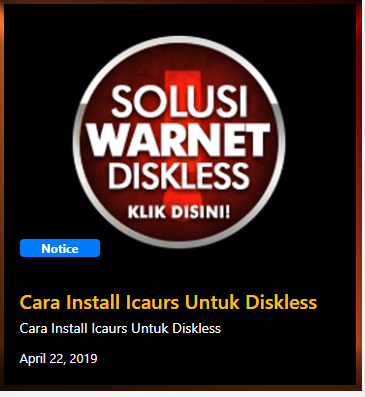 SOLUSI
WARNET
DISKLESS
KLIK DISINI!
Notice
Cara Install Icaurs Untuk Diskless
Cara Install Icaurs Untuk Diskless
April 22, 2019